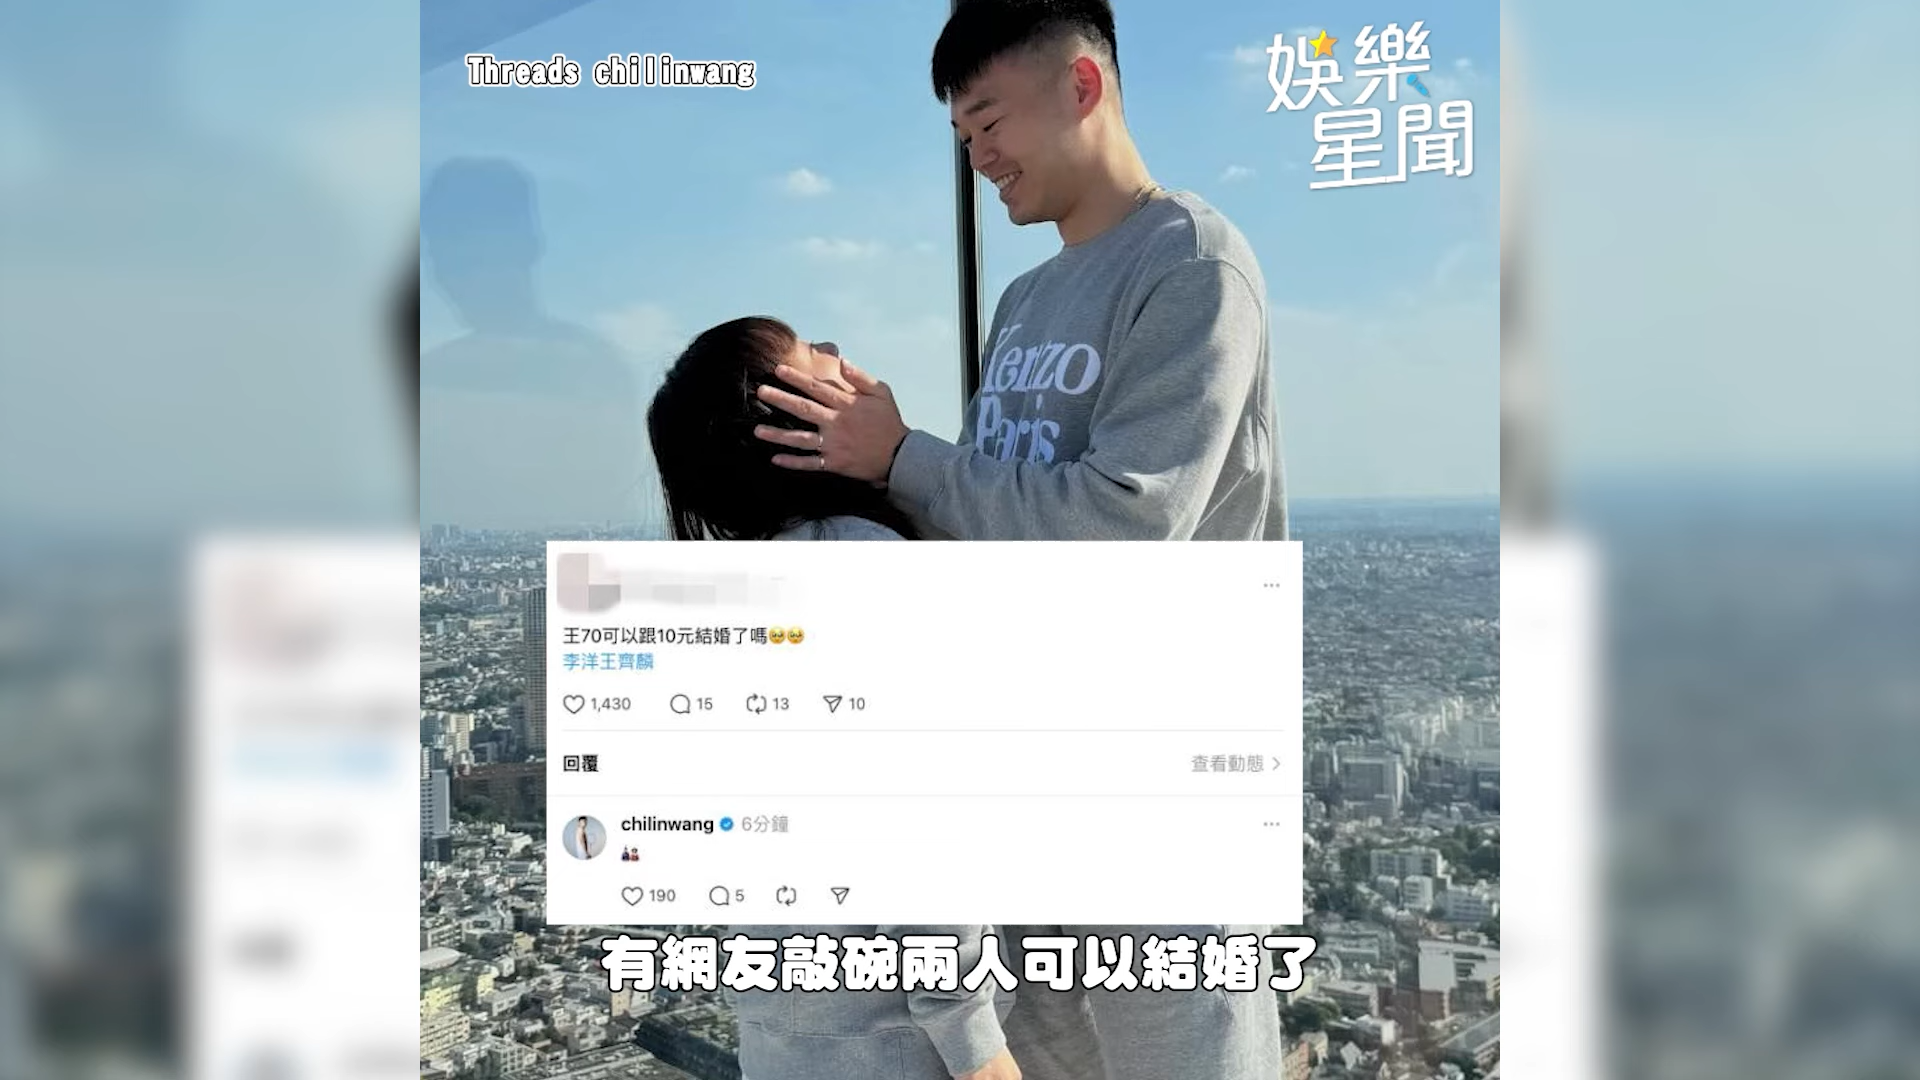 Threads chilinwang
娛樂
星聞
Kenzo
Paris
王70可以跟10元結婚了嗎🥹🥹
李洋王齊麟
1,430 15 13 10
回覆
查看動態
chilinwang 6分鐘
190 5
有網友敲碗兩人可以結婚了